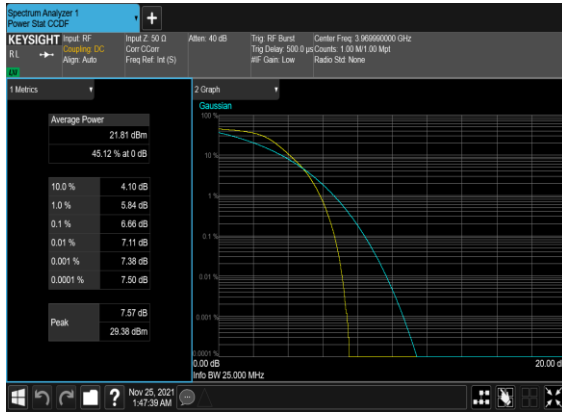 Spectrum Analyzer 1
Power Stat CCDF
KEYSIGHT
RL
Input: RF
Coupling: DC
Align: Auto
Input Z: 50 Ω
Corr CCorr
Freq Ref: Int (S)
Atten: 40 dB
Trig: RF Burst
Trig Delay: 500.0 µs
#IF Gain: Low
Center Freq: 3.969990000 GHz
Counts: 1.00 M/1.00 Mpt
Radio Std: None
1 Metrics
Average Power
21.81 dBm
45.12 % at 0 dB
10.0 % 4.10 dB
1.0 % 5.84 dB
0.1 % 6.66 dB
0.01 % 7.11 dB
0.001 % 7.38 dB
0.0001 % 7.50 dB
Peak
7.57 dB
29.38 dBm
2 Graph
Gaussian
100 %
10 %
1 %
0.1 %
0.01 %
0.001 %
0.0001 %
0.00 dB
20.00 d
Info BW 25.000 MHz
?
Nov 25, 2021
1:47:39 AM